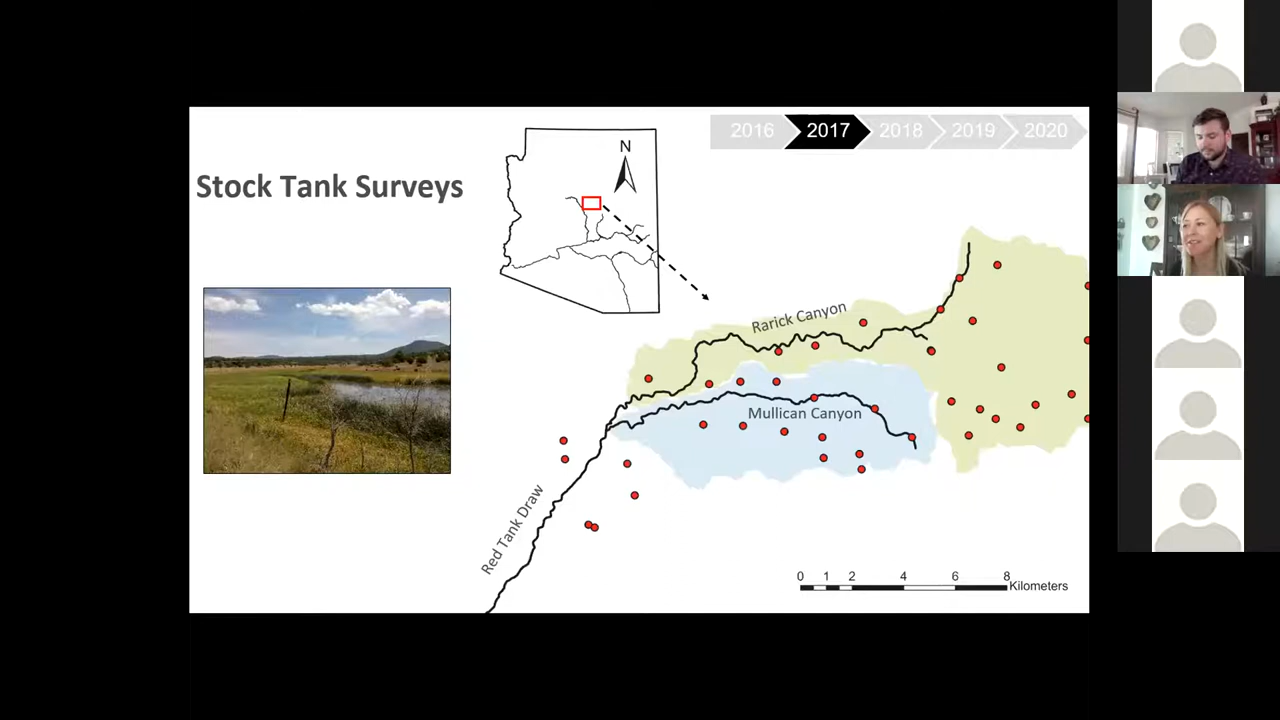 2016 2017 2018 2019 2020
Stock Tank Surveys
N
Rarick Canyon
Mullican Canyon
Red Tank Draw
0 1 2 4 6 8
Kilometers